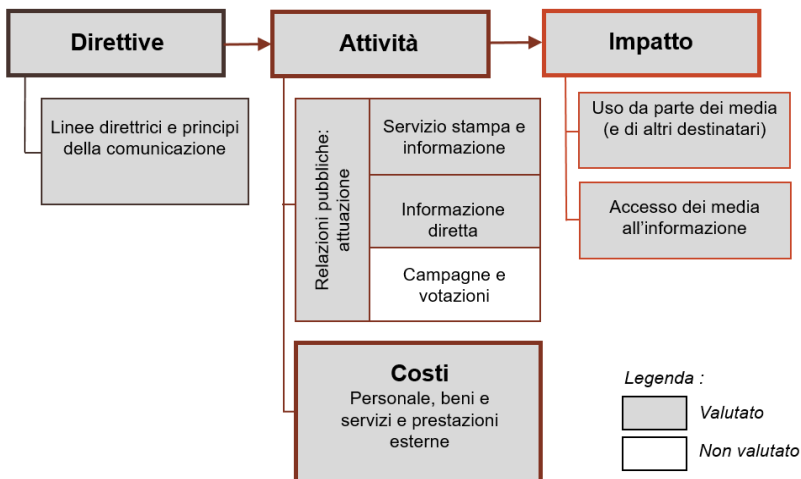 Direttive
Attività
Impatto
Linee direttrici e principi
della comunicazione
Relazioni pubbliche:
attuazione
Servizio stampa e
informazione
Informazione
diretta
Campagne e
votazioni
Costi
Personale, beni e
servizi e prestazioni
esterne
Uso da parte dei media
(e di altri destinatari)
Accesso dei media
all'informazione
Legenda :
Valutato
Non valutato